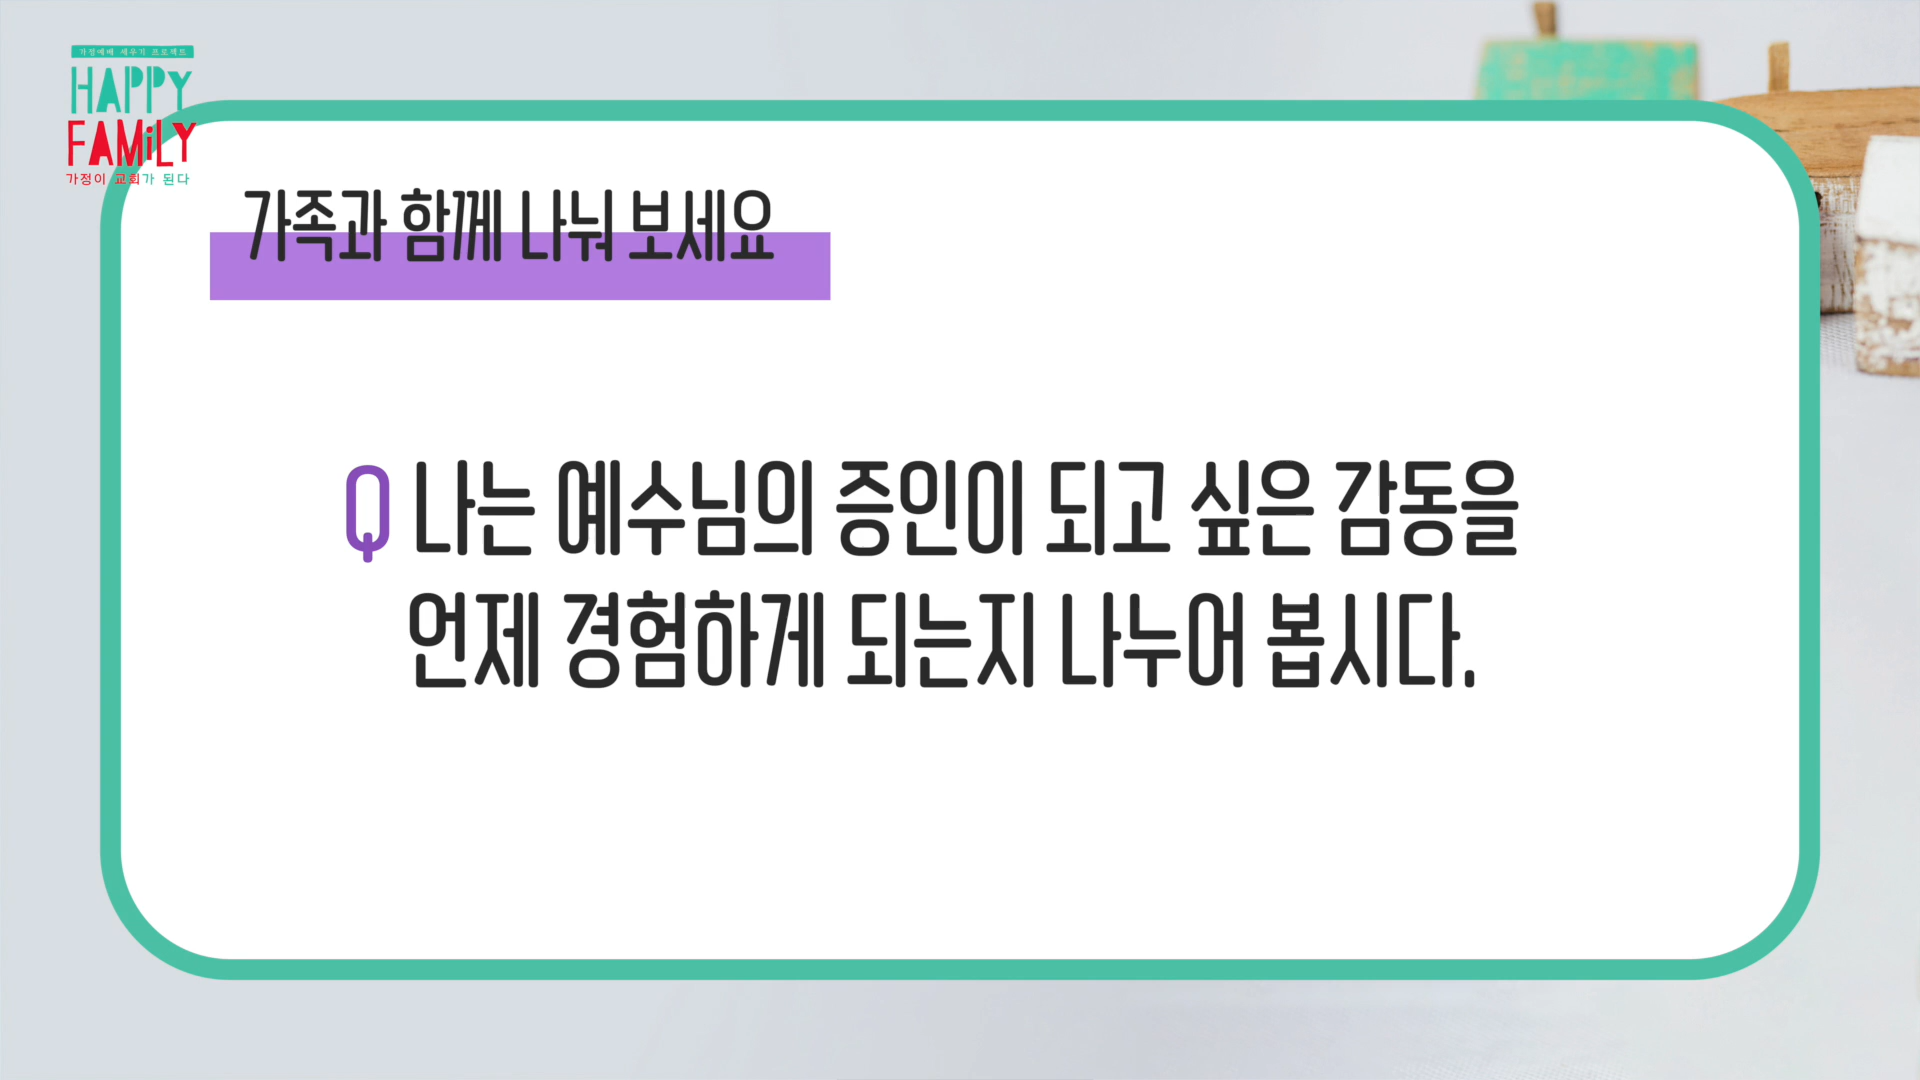 가정예배 세우기 프로젝트
HAPPY
FAMiLY
가정이 교회가 된다
가족과 함께 나눠 보세요
Q 나는 예수님의 증인이 되고 싶은 감동을
언제 경험하게 되는지 나누어 봅시다.